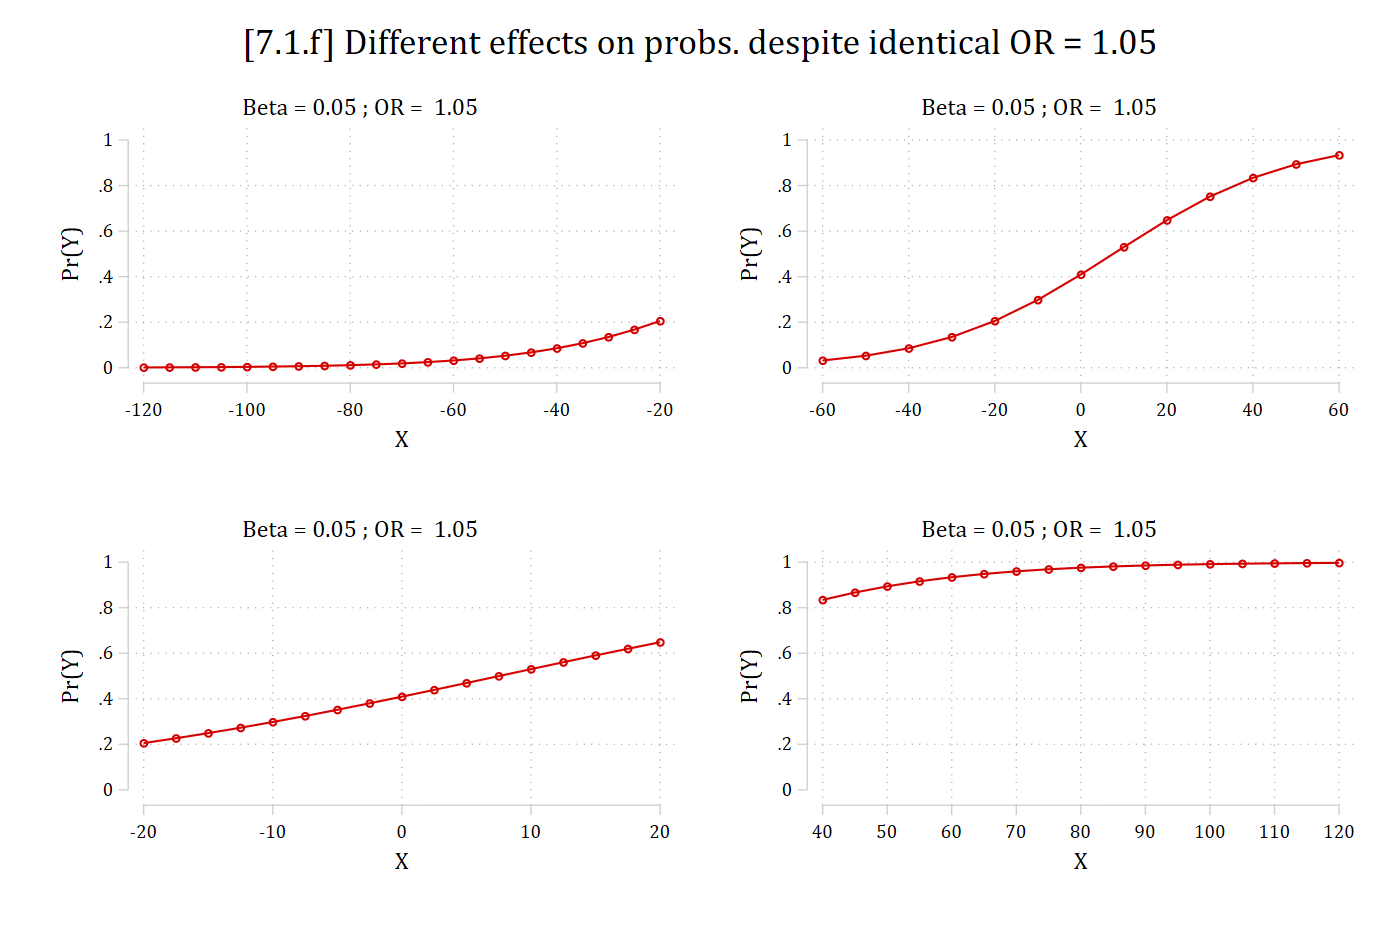 [7.1.f] Different effects on probs. despite identical OR = 1.05
Beta = 0.05 ; OR =  1.05
1
.8
.6
.4
.2
0
Pr(Y)
-120 -100 -80 -60 -40 -20
X
Beta = 0.05 ; OR =  1.05
1
.8
.6
.4
.2
0
Pr(Y)
-60 -40 -20 0 20 40 60
X
Beta = 0.05 ; OR =  1.05
1
.8
.6
.4
.2
0
Pr(Y)
-20 -10 0 10 20
X
Beta = 0.05 ; OR =  1.05
1
.8
.6
.4
.2
0
Pr(Y)
40 50 60 70 80 90 100 110 120
X